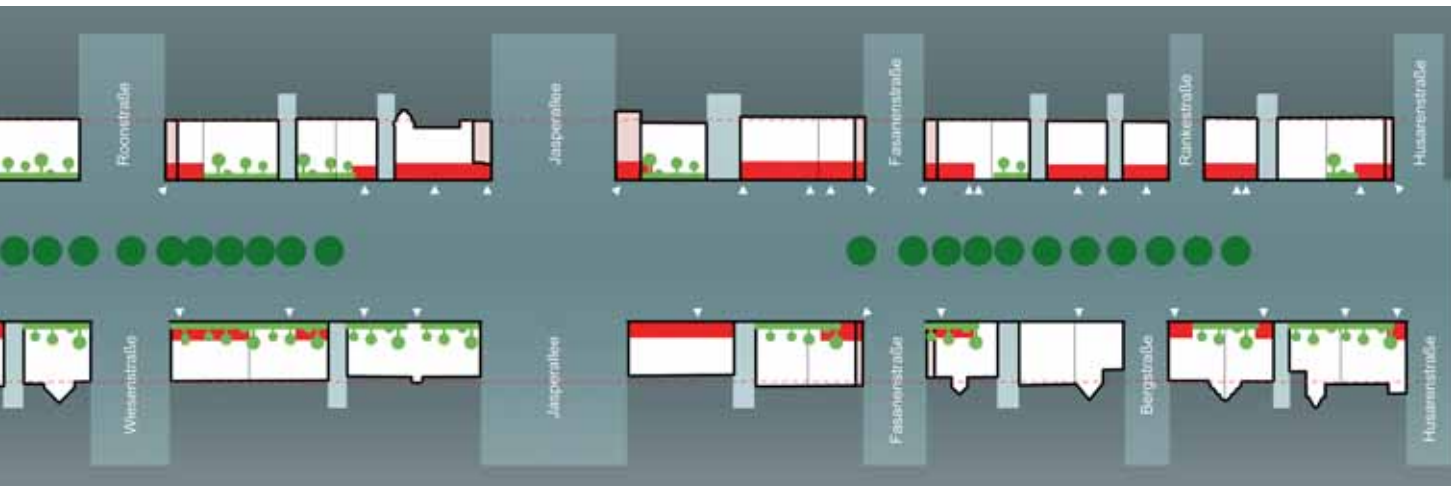 Roonstraße
Jasperallee
Fasanenstraße
Rankestraße
Husarenstraße
Wiesenstraße
Jasperallee
Fasanenstraße
Bergstraße
Husarenstraße